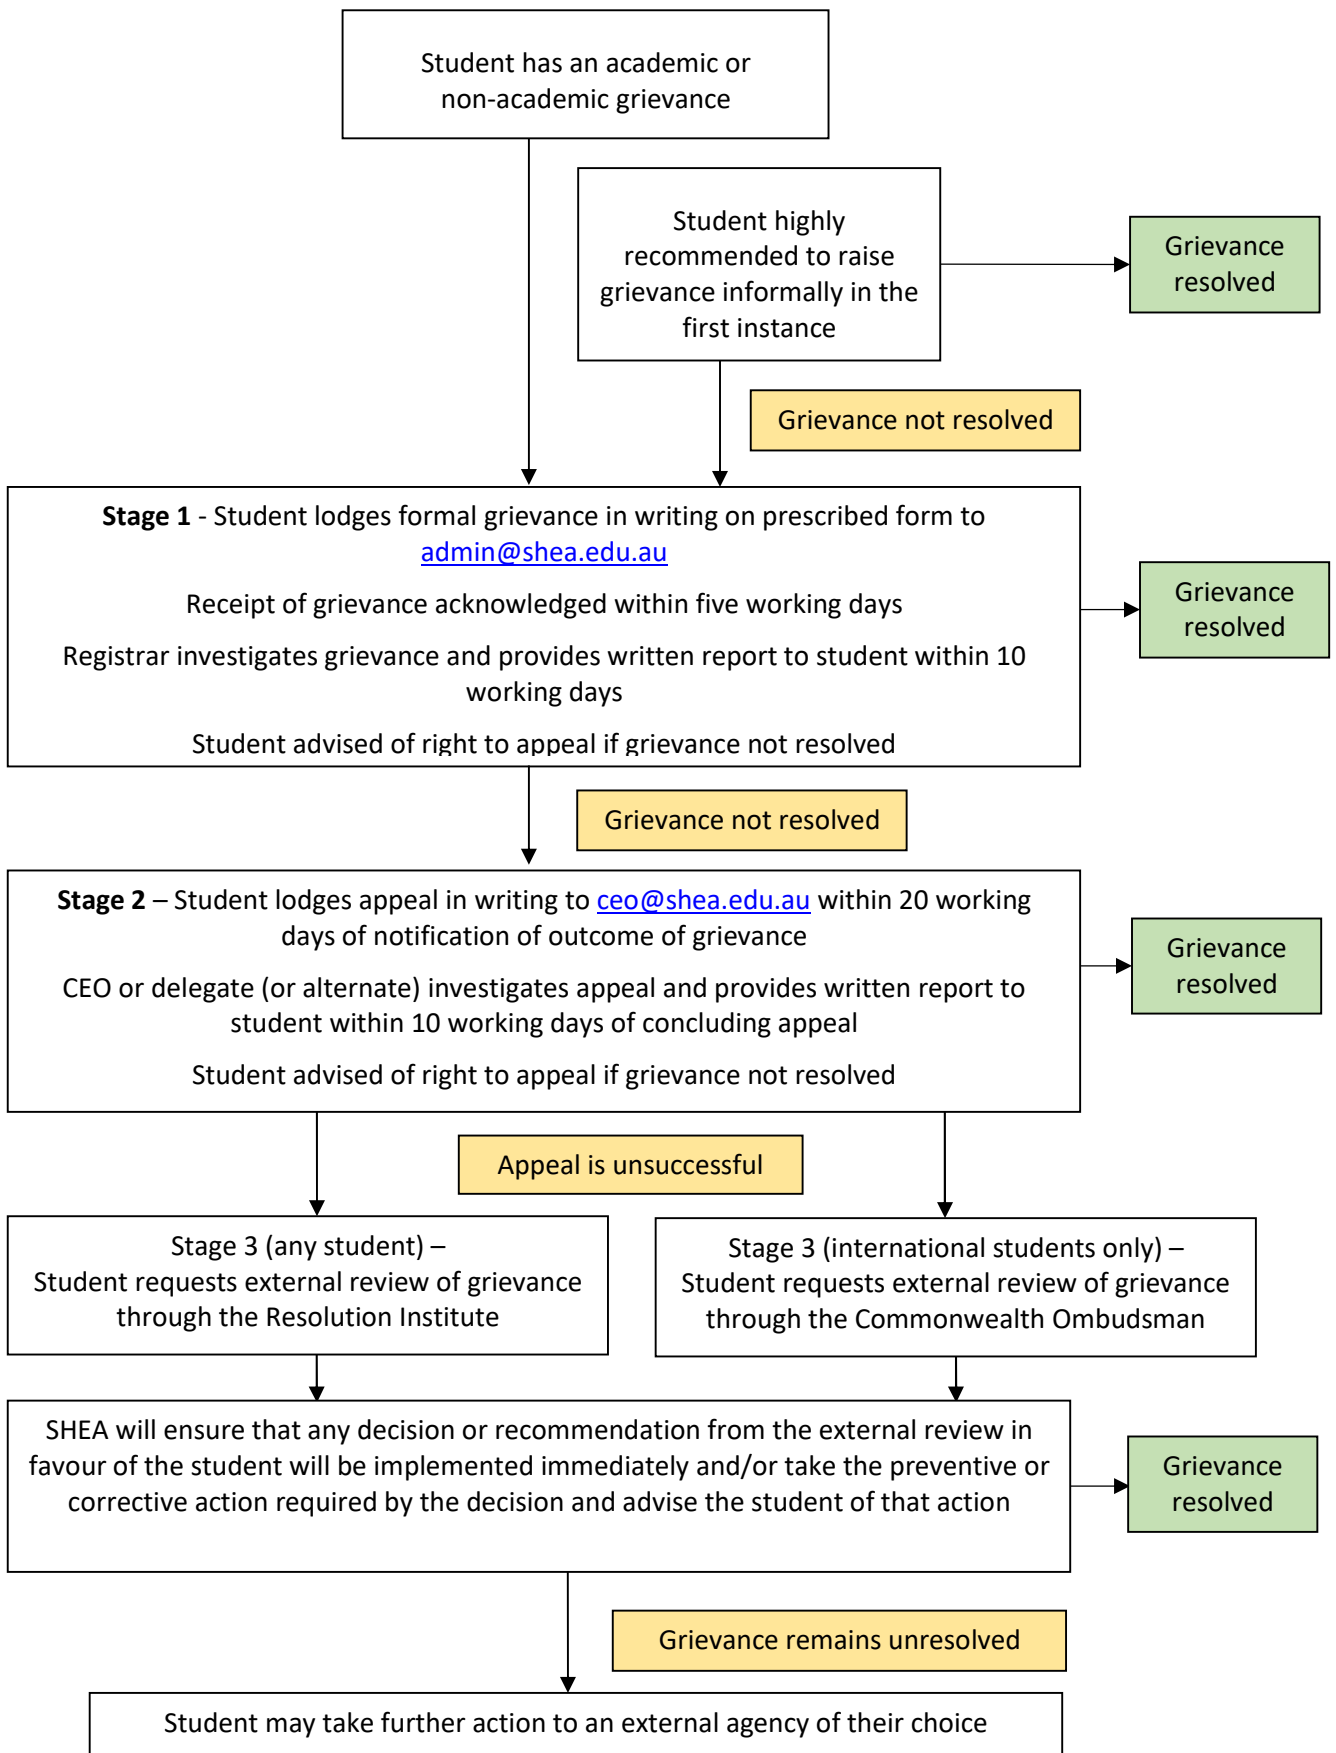 Student has an academic or
non-academic grievance
Student highly
recommended to raise
grievance informally in the
first instance
Grievance
resolved
Grievance not resolved
Stage 1 - Student lodges formal grievance in writing on prescribed form to
admin@shea.edu.au
Receipt of grievance acknowledged within five working days
Registrar investigates grievance and provides written report to student within 10
working days
Student advised of right to appeal if grievance not resolved
Grievance
resolved
Grievance not resolved
Stage 2 – Student lodges appeal in writing to ceo@shea.edu.au within 20 working
days of notification of outcome of grievance
CEO or delegate (or alternate) investigates appeal and provides written report to
student within 10 working days of concluding appeal
Student advised of right to appeal if grievance not resolved
Grievance
resolved
Appeal is unsuccessful
Stage 3 (any student) –
Student requests external review of grievance
through the Resolution Institute
Stage 3 (international students only) –
Student requests external review of grievance
through the Commonwealth Ombudsman
SHEA will ensure that any decision or recommendation from the external review in
favour of the student will be implemented immediately and/or take the preventive or
corrective action required by the decision and advise the student of that action
Grievance
resolved
Grievance remains unresolved
Student may take further action to an external agency of their choice